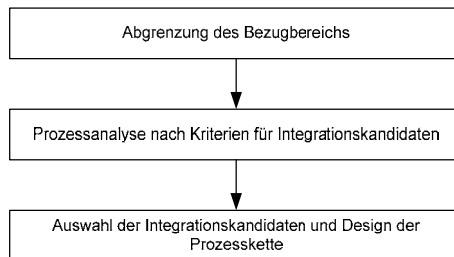 Abgrenzung des Bezugbereichs
Prozessanalyse nach Kriterien für Integrationskandidaten
Auswahl der Integrationskandidaten und Design der
Prozesskette